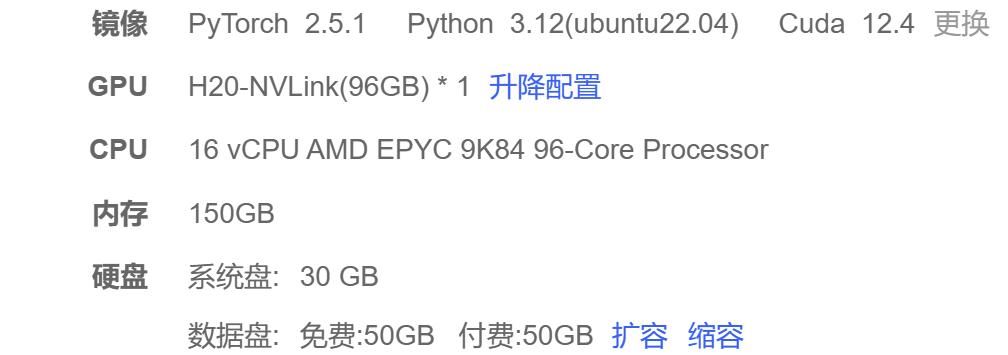 镜像 PyTorch 2.5.1 Python 3.12(ubuntu22.04) Cuda 12.4 更换
GPU H20-NVLink(96GB) * 1 升降配置
CPU 16 vCPU AMD EPYC 9K84 96-Core Processor
内存 150GB
硬盘 系统盘: 30 GB
数据盘: 免费:50GB 付费:50GB 扩容 缩容